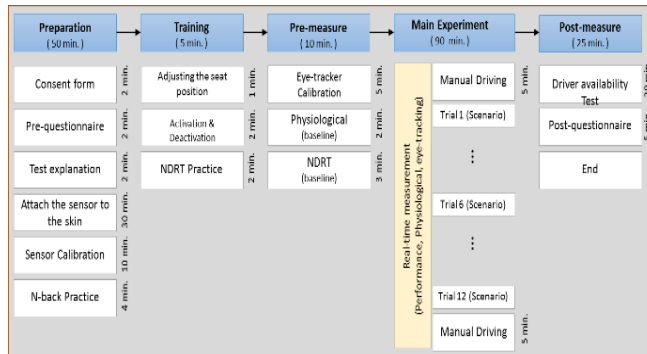 Preparation
(50 min.)
Training
(5 min.)
Pre-measure
(10 min.)
Main Experiment
(90 min.)
Post-measure
(25 min.)
Consent form
2 min.
Pre-questionnaire
2 min.
Test explanation
2 min.
Attach the sensor to
the skin
30 min.
Sensor Calibration
10 min.
N-back Practice
4 min.
Adjusting the seat
position
1 min.
Activation &
Deactivation
2 min.
NDRT Practice
2 min.
Eye-tracker
Calibration
5 min.
Physiological
(baseline)
2 min.
NDRT
(baseline)
3 min.
Real-time measurement
(Performance, Physiological, eye-tracking)
Manual Driving
5 min.
Trial 1 (Scenario)
⋮
Trial 6 (Scenario)
⋮
Trial 12 (Scenario)
Manual Driving
5 min.
Driver availability
Test
20 min.
Post-questionnaire
5 min.
End